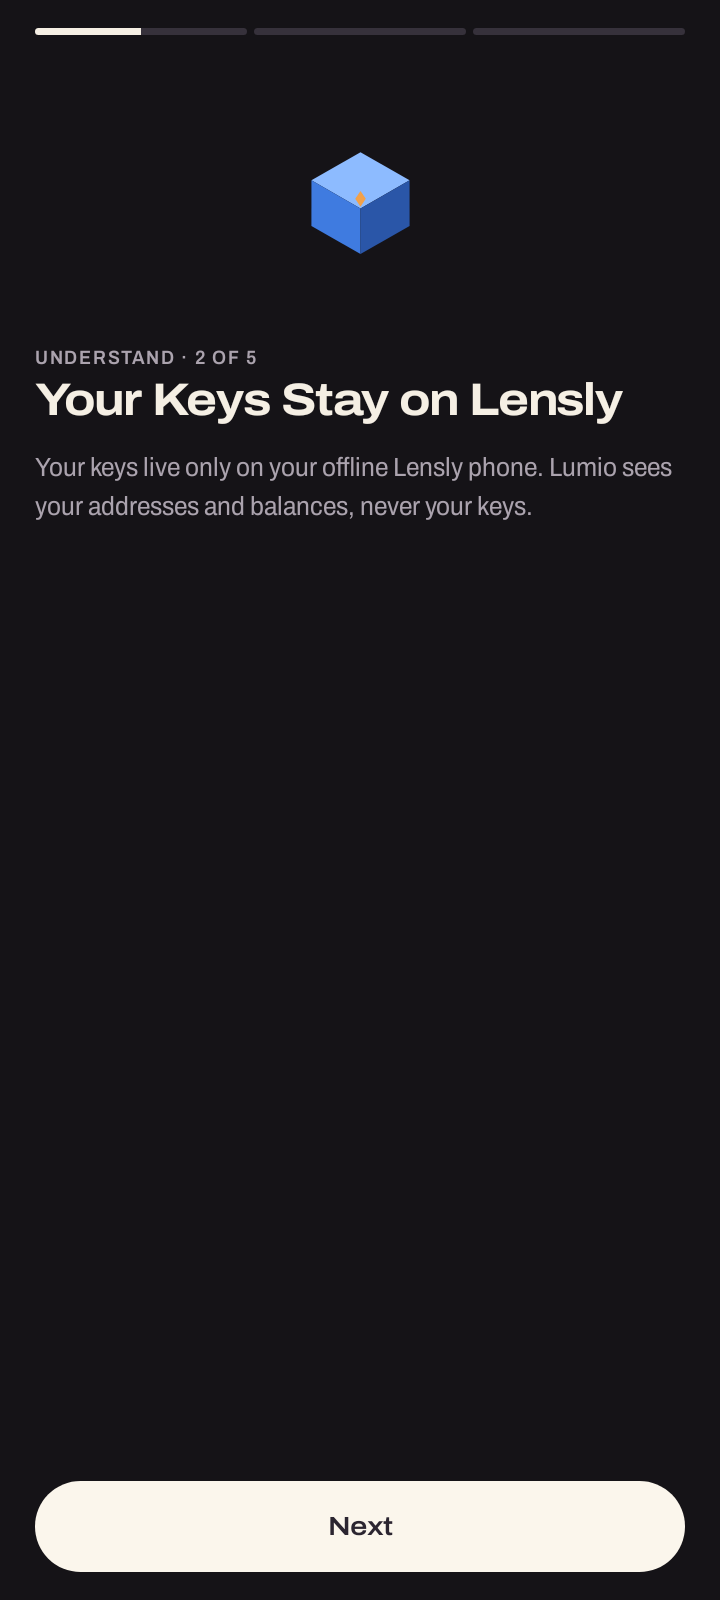 UNDERSTAND · 2 OF 5
Your Keys Stay on Lensly
Your keys live only on your offline Lensly phone. Lumio sees
your addresses and balances, never your keys.
Next